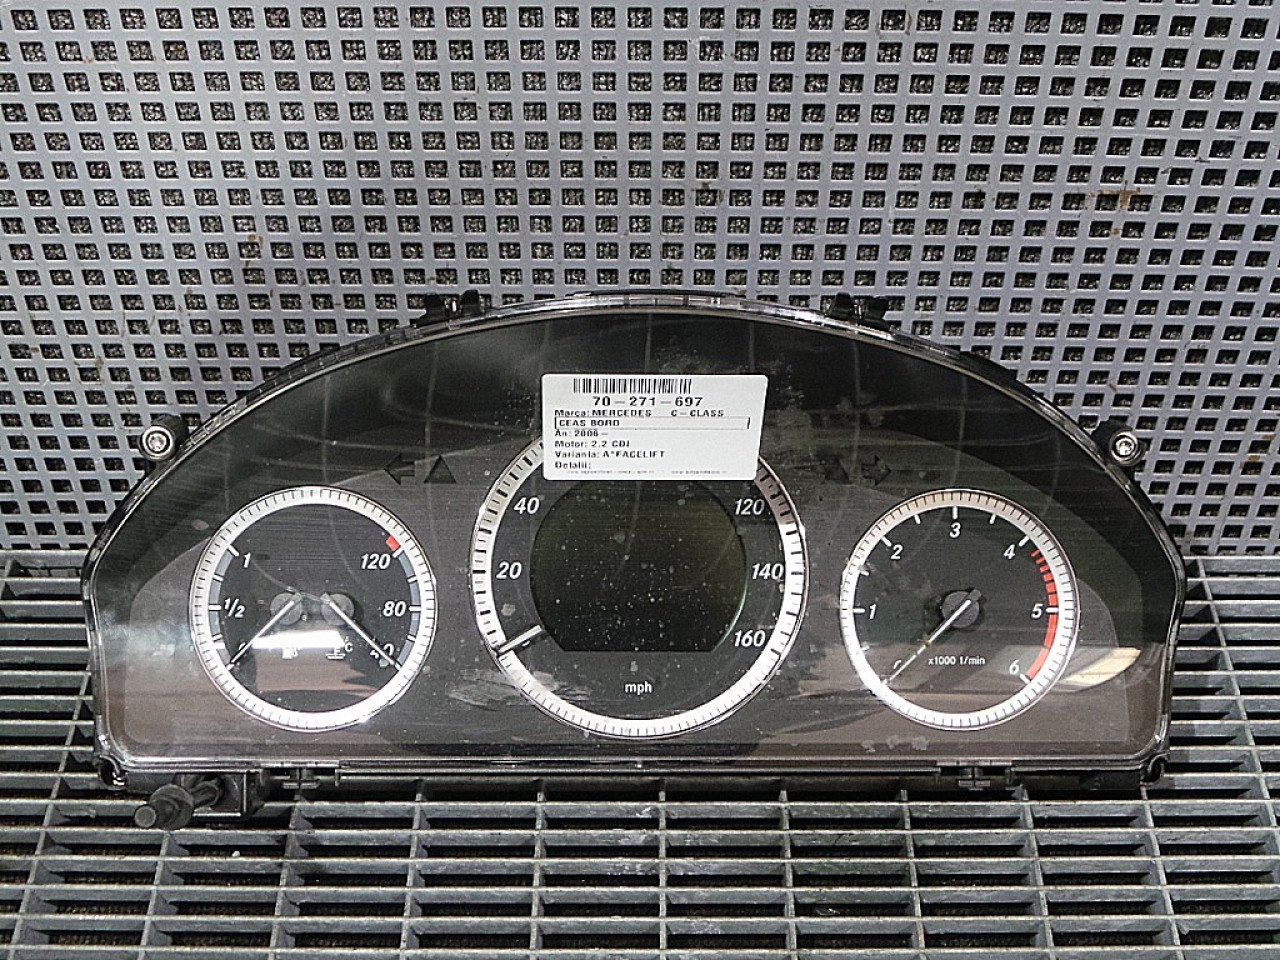 70-271-697
Marca: MERCEDES C-CLASS
CEAS BORD
An: 2006-
Motor: 2.2 CDI
Varianta: A*FACELIFT
Detalii:
40
120
20
140
160
mph
1
120
1/2
80
°C
1
2
3
4
5
6
x1000 1/min